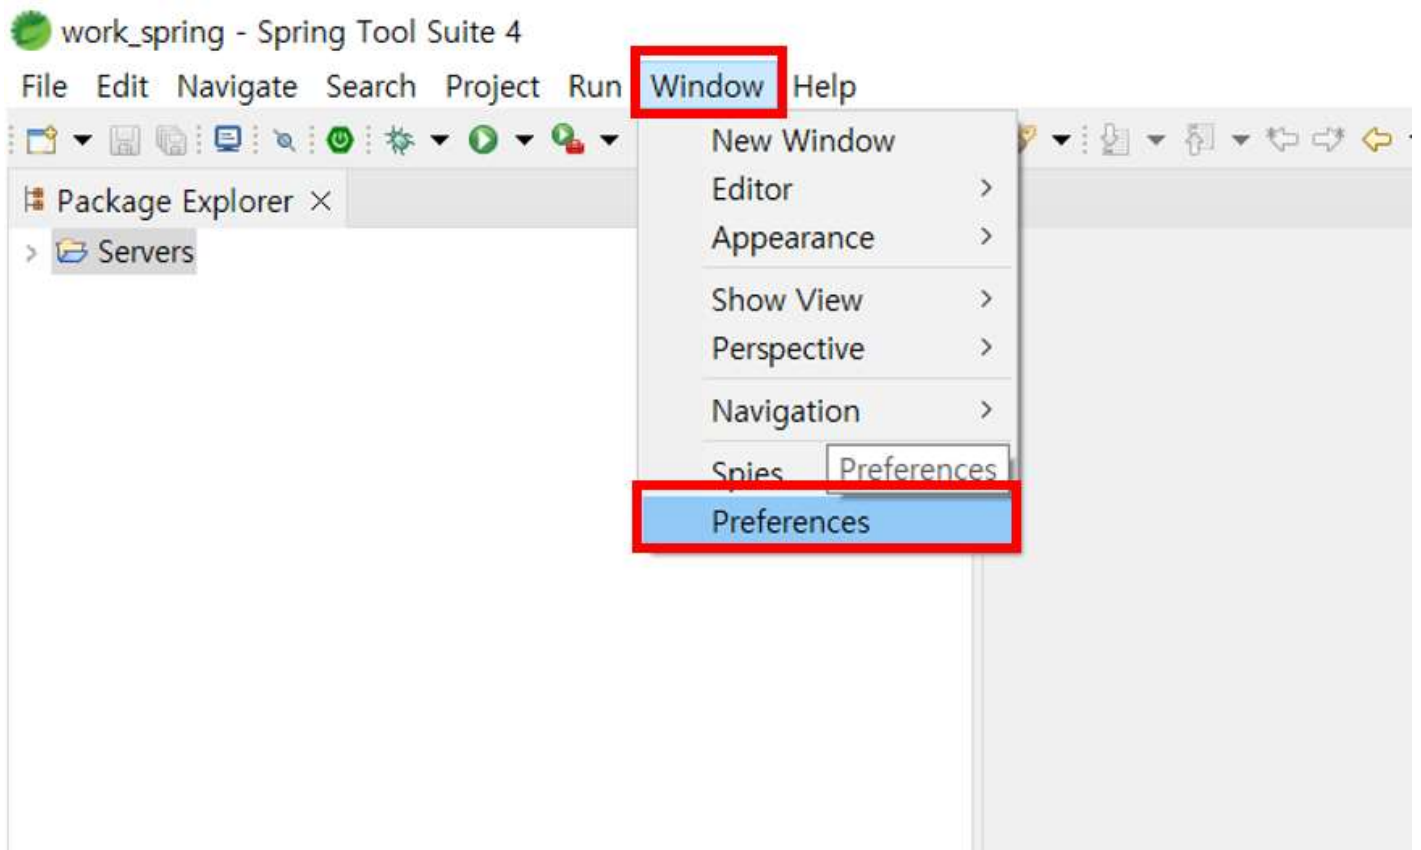 work_spring - Spring Tool Suite 4
File Edit Navigate Search Project Run Window Help
Package Explorer
Servers
New Window
Editor
Appearance
Show View
Perspective
Navigation
Spies
Preferences
Preferences